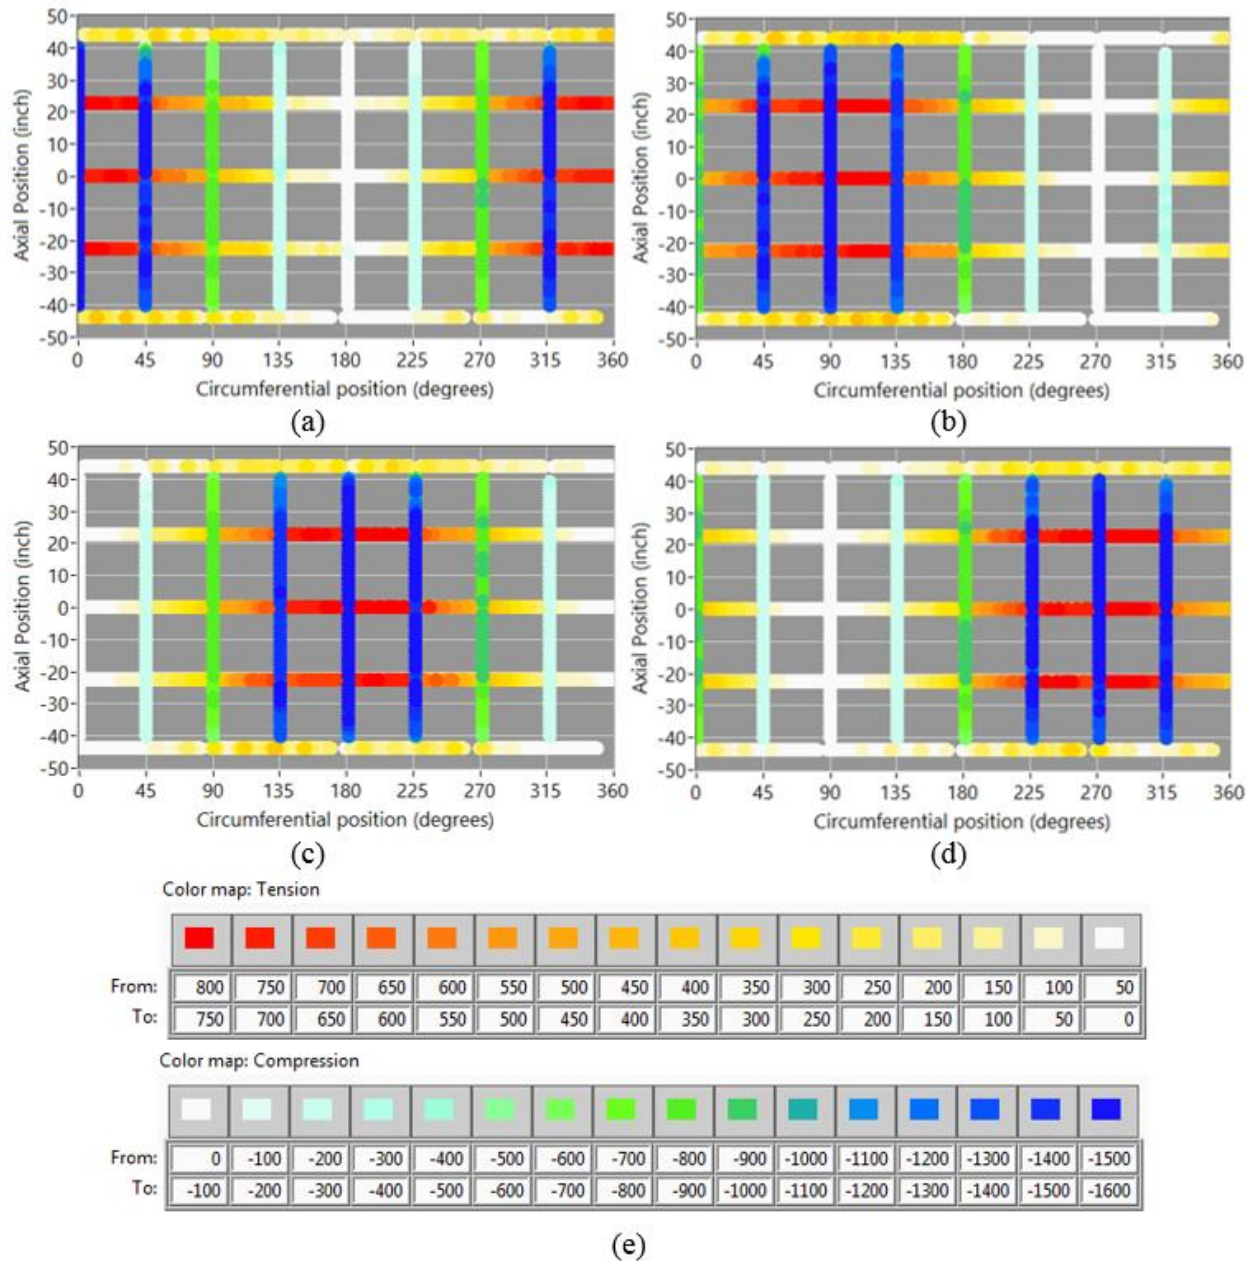 50
40
30
20
10
0
-10
-20
-30
-40
-50
Axial Position (inch)
0 45 90 135 180 225 270 315 360
Circumferential position (degrees)
(a)
50
40
30
20
10
0
-10
-20
-30
-40
-50
Axial Position (inch)
0 45 90 135 180 225 270 315 360
Circumferential position (degrees)
(b)
50
40
30
20
10
0
-10
-20
-30
-40
-50
Axial Position (inch)
0 45 90 135 180 225 270 315 360
Circumferential position (degrees)
(c)
50
40
30
20
10
0
-10
-20
-30
-40
-50
Axial Position (inch)
0 45 90 135 180 225 270 315 360
Circumferential position (degrees)
(d)
Color map: Tension
From: 800 750 700 650 600 550 500 450 400 350 300 250 200 150 100 50
To: 750 700 650 600 550 500 450 400 350 300 250 200 150 100 50 0
Color map: Compression
From: 0 -100 -200 -300 -400 -500 -600 -700 -800 -900 -1000 -1100 -1200 -1300 -1400 -1500
To: -100 -200 -300 -400 -500 -600 -700 -800 -900 -1000 -1100 -1200 -1300 -1400 -1500 -1600
(e)